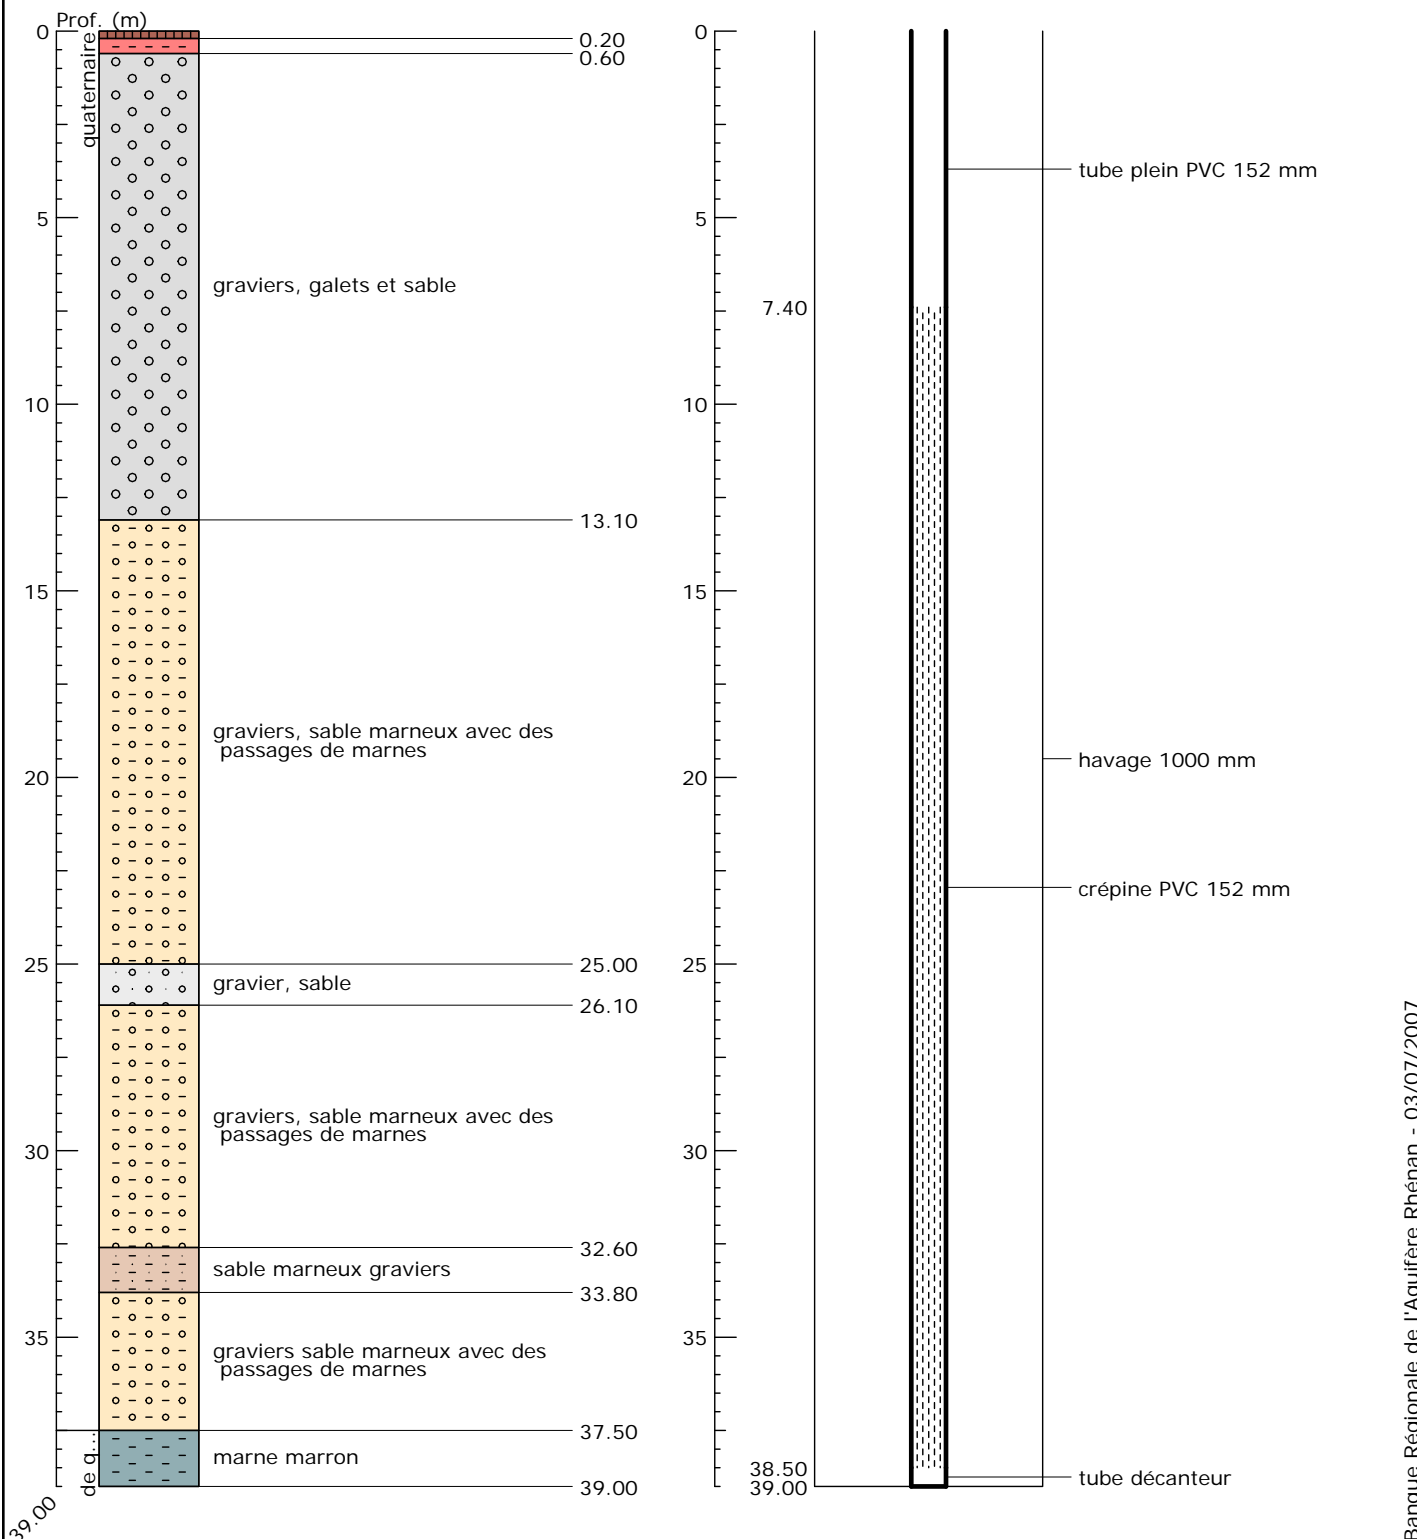 Prof. (m)
0
5
10
15
20
25
30
35
39.00
quaternaire
de q...
0.20
0.60
graviers, galets et sable
13.10
graviers, sable marneux avec des
passages de marnes
25.00
gravier, sable
26.10
graviers, sable marneux avec des
passages de marnes
32.60
sable marneux graviers
33.80
graviers sable marneux avec des
passages de marnes
37.50
marne marron
39.00
0
5
10
15
20
25
30
35
7.40
38.50
39.00
tube plein PVC 152 mm
havage 1000 mm
crépine PVC 152 mm
tube décanteur
Banque Régionale de l'Aquifère Rhénan - 03/07/2007